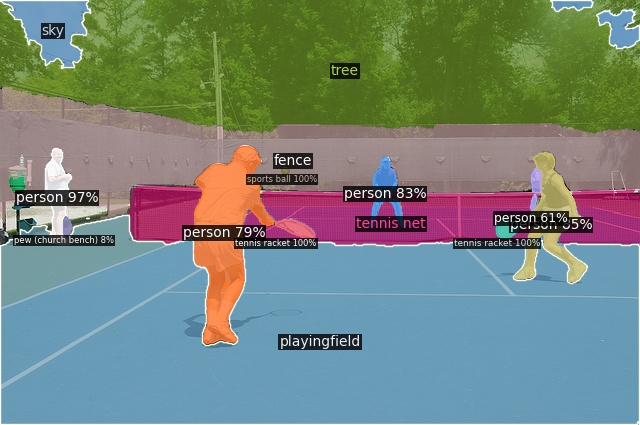 sky
tree
fence
sports ball 100%
person 83%
person 97%
person 61%
person 85%
tennis net
person 79%
pew (church bench) 8%
tennis racket 100%
tennis racket 100%
playingfield